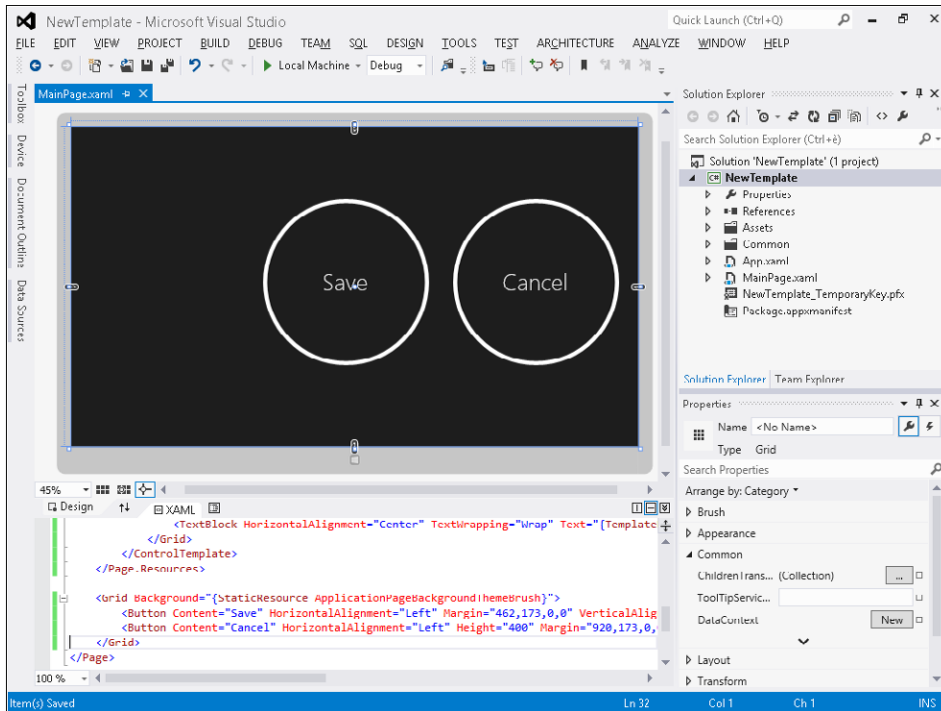 NewTemplate - Microsoft Visual Studio
Quick Launch (Ctrl+Q)
FILE EDIT VIEW PROJECT BUILD DEBUG TEAM SQL DESIGN TOOLS TEST ARCHITECTURE ANALYZE WINDOW HELP
Local Machine Debug
Toolbox
Device
Document Outline
Data Sources
MainPage.xaml
Save
Cancel
45%
Design XAML
<TextBlock HorizontalAlignment="Center" TextWrapping="Wrap" Text="{Template
</Grid>
</ControlTemplate>
</Page.Resources>
<Grid Background="{StaticResource ApplicationPageBackgroundThemeBrush}">
<Button Content="Save" HorizontalAlignment="Left" Margin="462,173,0,0" VerticalAlig
<Button Content="Cancel" HorizontalAlignment="Left" Height="400" Margin="920,173,0,
</Grid>
</Page>
100 %
Solution Explorer
Search Solution Explorer (Ctrl+è)
Solution 'NewTemplate' (1 project)
C# NewTemplate
Properties
References
Assets
Common
App.xaml
MainPage.xaml
NewTemplate_TemporaryKey.pfx
Package.appxmanifest
Solution Explorer Team Explorer
Properties
Name <No Name>
Type Grid
Search Properties
Arrange by: Category
Brush
Appearance
Common
ChildrenTrans... (Collection) ...
ToolTipServic...
DataContext New
Layout
Transform
Item(s) Saved Ln 32 Col 1 Ch 1 INS